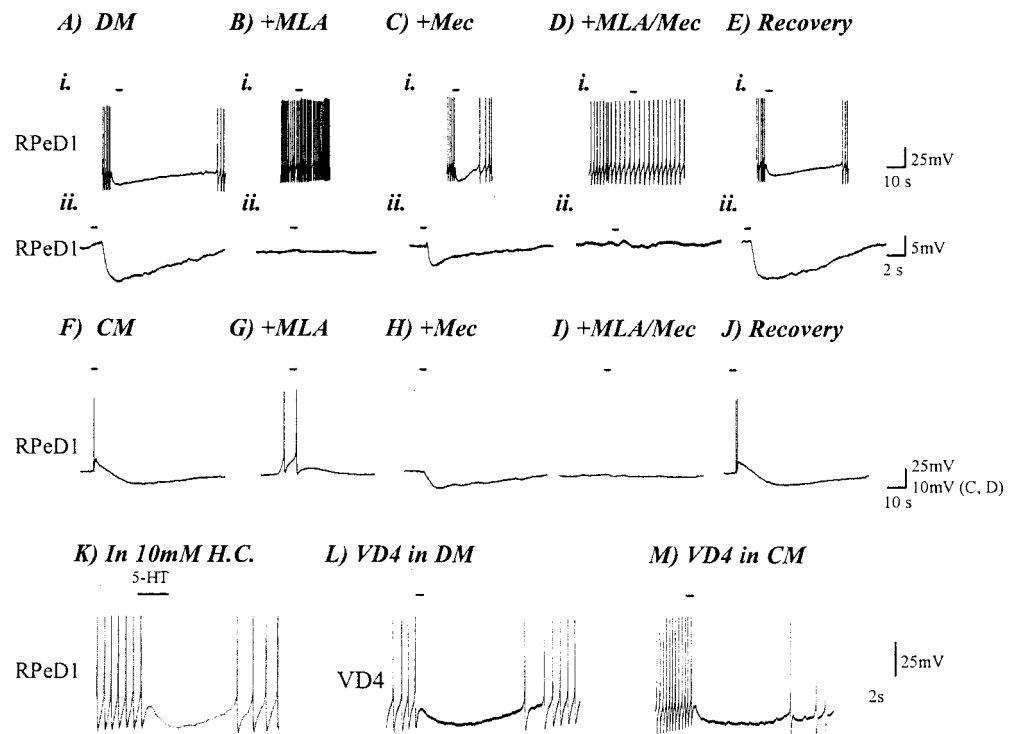 A) DM B) +MLA C) +Mec D) +MLA/Mec E) Recovery
i. i. i. i. i.
RPeD1
25mV
10 s
ii. ii. ii. ii. ii.
RPeD1
5mV
2 s
F) CM G) +MLA H) +Mec I) +MLA/Mec J) Recovery
RPeD1
25mV
10mV (C, D)
10 s
K) In 10mM H.C. L) VD4 in DM M) VD4 in CM
5-HT
RPeD1
VD4
25mV
2s